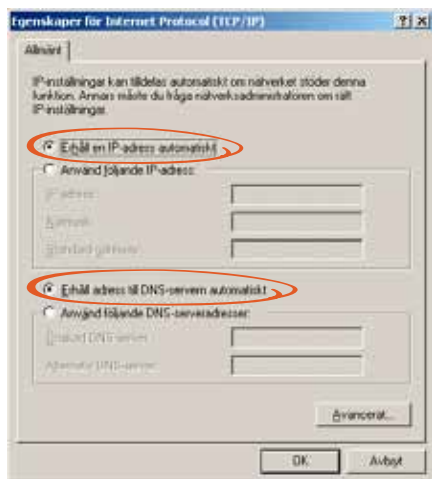 Egenskaper för Internet Protocol (TCP/IP)
Allmänt
IP-inställningar kan tilldelas automatiskt om nätverket stöder denna
funktion. Annars måste du fråga nätverksadministratören om rätt
IP-inställningar.
Erhåll en IP-adress automatiskt
Använd följande IP-adress:
IP-adress:
Nätmask:
Standard-gateway:
Erhåll adress till DNS-servern automatiskt
Använd följande DNS-serveradresser:
Önskad DNS-server:
Alternativ DNS-server:
Avancerat...
OK
Avbryt